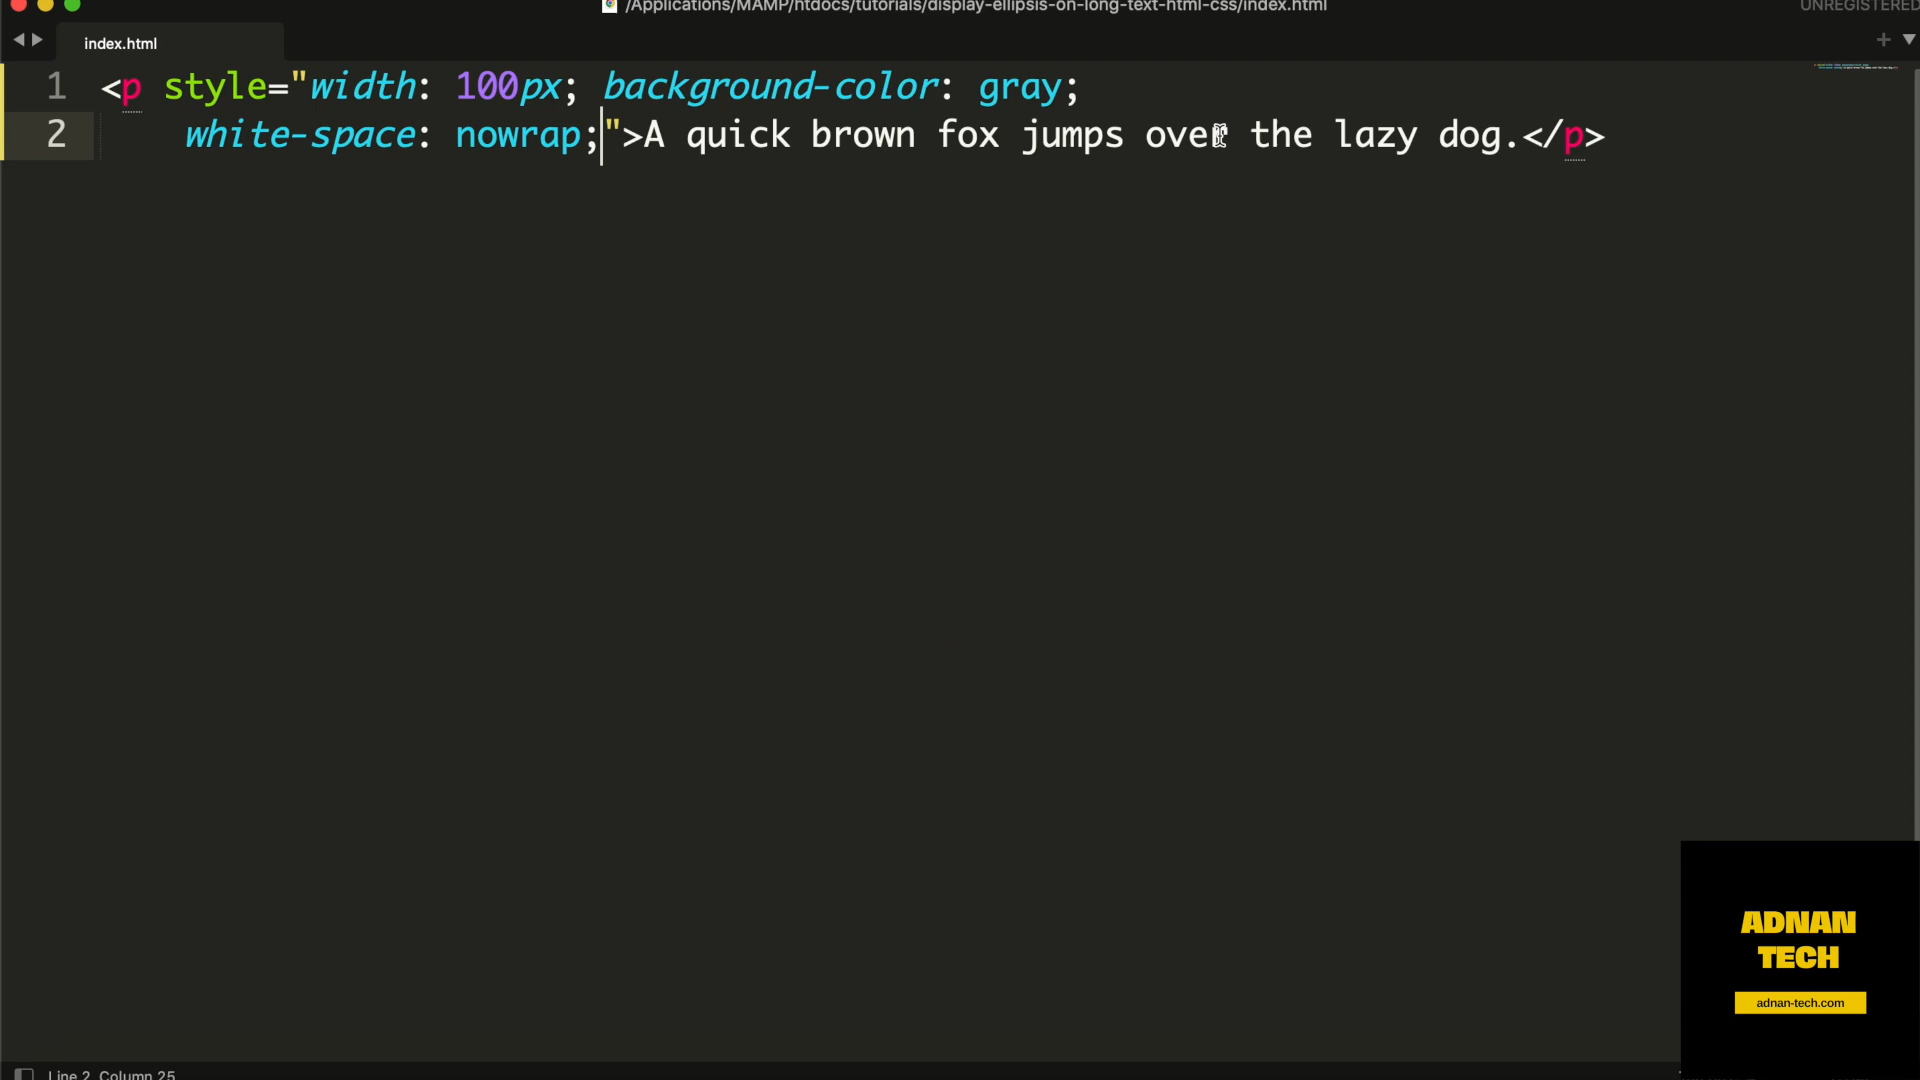 /Applications/MAMP/htdocs/tutorials/display-ellipsis-on-long-text-html-css/index.html
UNREGISTERED
index.html
1 <p style="width: 100px; background-color: gray;
2 white-space: nowrap;">A quick brown fox jumps over the lazy dog.</p>
ADNAN
TECH
adnan-tech.com
Line 2, Column 25